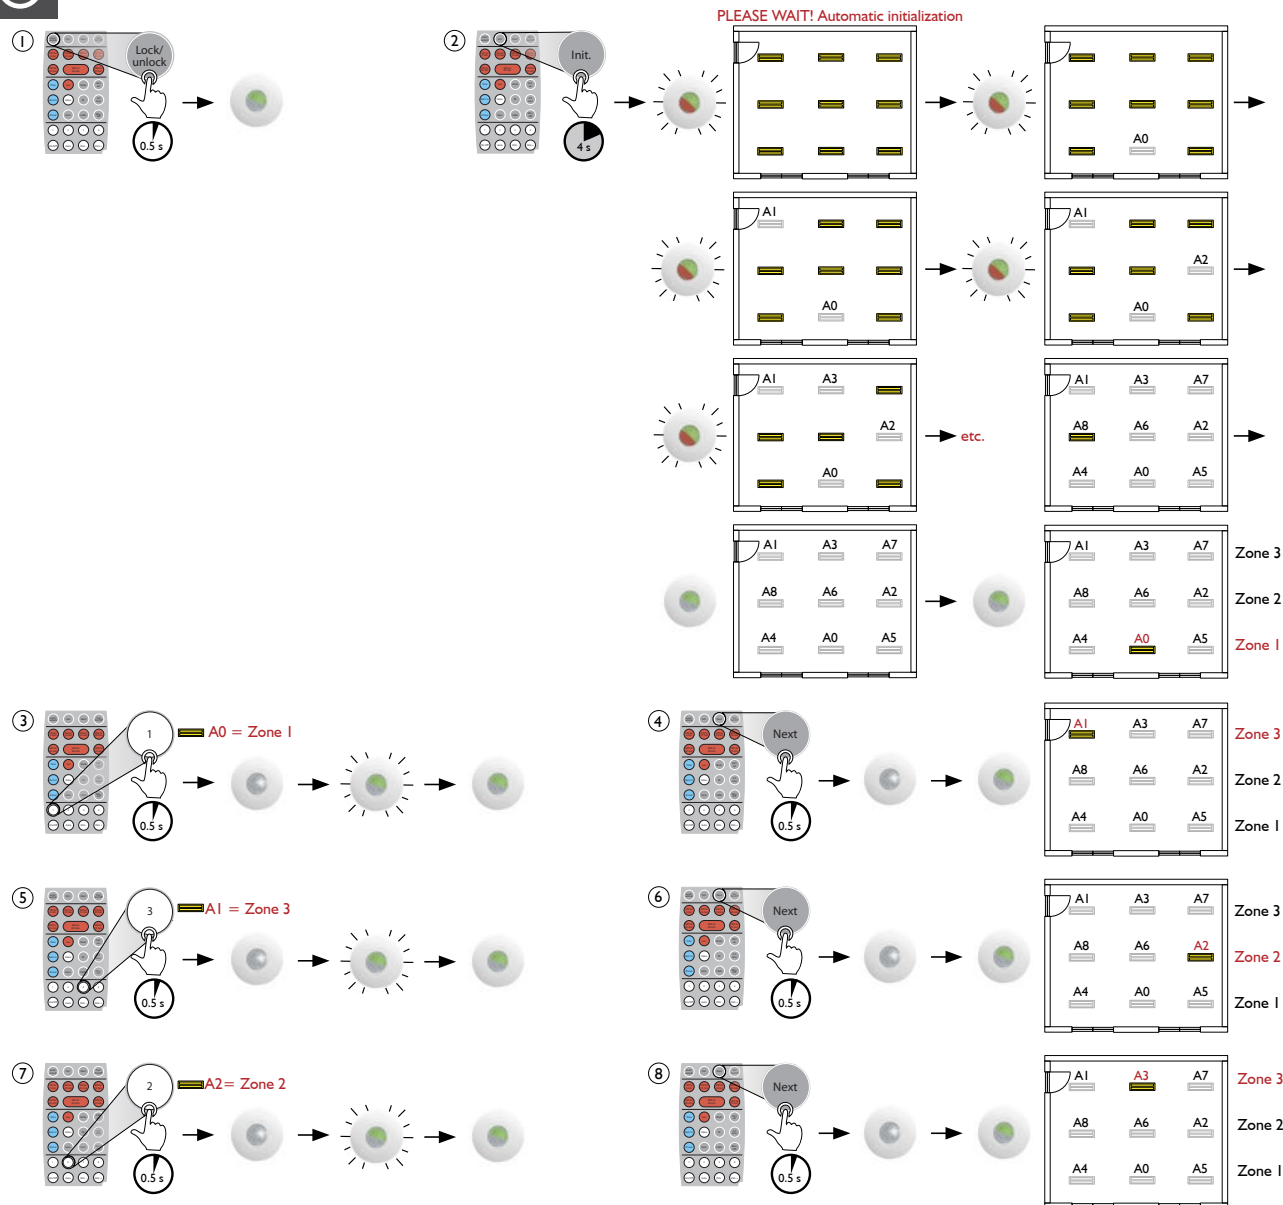 PLEASE WAIT! Automatic initialization
1
Lock/
unlock
0.5 s
2
Init.
4 s
A0
A1
A0
A1
A2
A0
A1 A3
A2
A0
etc.
A1 A3 A7
A8 A6 A2
A4 A0 A5
A1 A3 A7
A8 A6 A2
A4 A0 A5
A1 A3 A7 Zone 3
A8 A6 A2 Zone 2
A4 A0 A5 Zone 1
3
1
A0 = Zone 1
0.5 s
4
Next
0.5 s
A1 A3 A7 Zone 3
A8 A6 A2 Zone 2
A4 A0 A5 Zone 1
5
3
A1 = Zone 3
0.5 s
6
Next
0.5 s
A1 A3 A7 Zone 3
A8 A6 A2 Zone 2
A4 A0 A5 Zone 1
7
2
A2= Zone 2
0.5 s
8
Next
0.5 s
A1 A3 A7 Zone 3
A8 A6 A2 Zone 2
A4 A0 A5 Zone 1